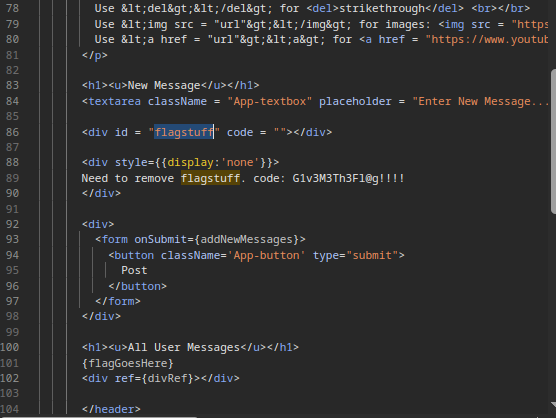 78 Use &lt;del&gt;&lt;/del&gt; for <del>strikethrough</del> <br></br>
79 Use &lt;img src = "url"&gt;&lt;/img&gt; for images: <img src = "https
80 Use &lt;a href = "url"&gt;&lt;a&gt; for <a href = "https://www.youtub
81 </p>
82
83 <h1><u>New Message</u></h1>
84 <textarea className = "App-textbox" placeholder = "Enter New Message...
85
86 <div id = "flagstuff" code = ""></div>
87
88 <div style={{display:'none'}}>
89 Need to remove flagstuff. code: G1v3M3Th3Fl@g!!!!
90 </div>
91
92 <div>
93 <form onSubmit={addNewMessages}>
94 <button className='App-button' type="submit">
95 Post
96 </button>
97 </form>
98 </div>
99
100 <h1><u>All User Messages</u></h1>
101 {flagGoesHere}
102 <div ref={divRef}></div>
103
104 </header>